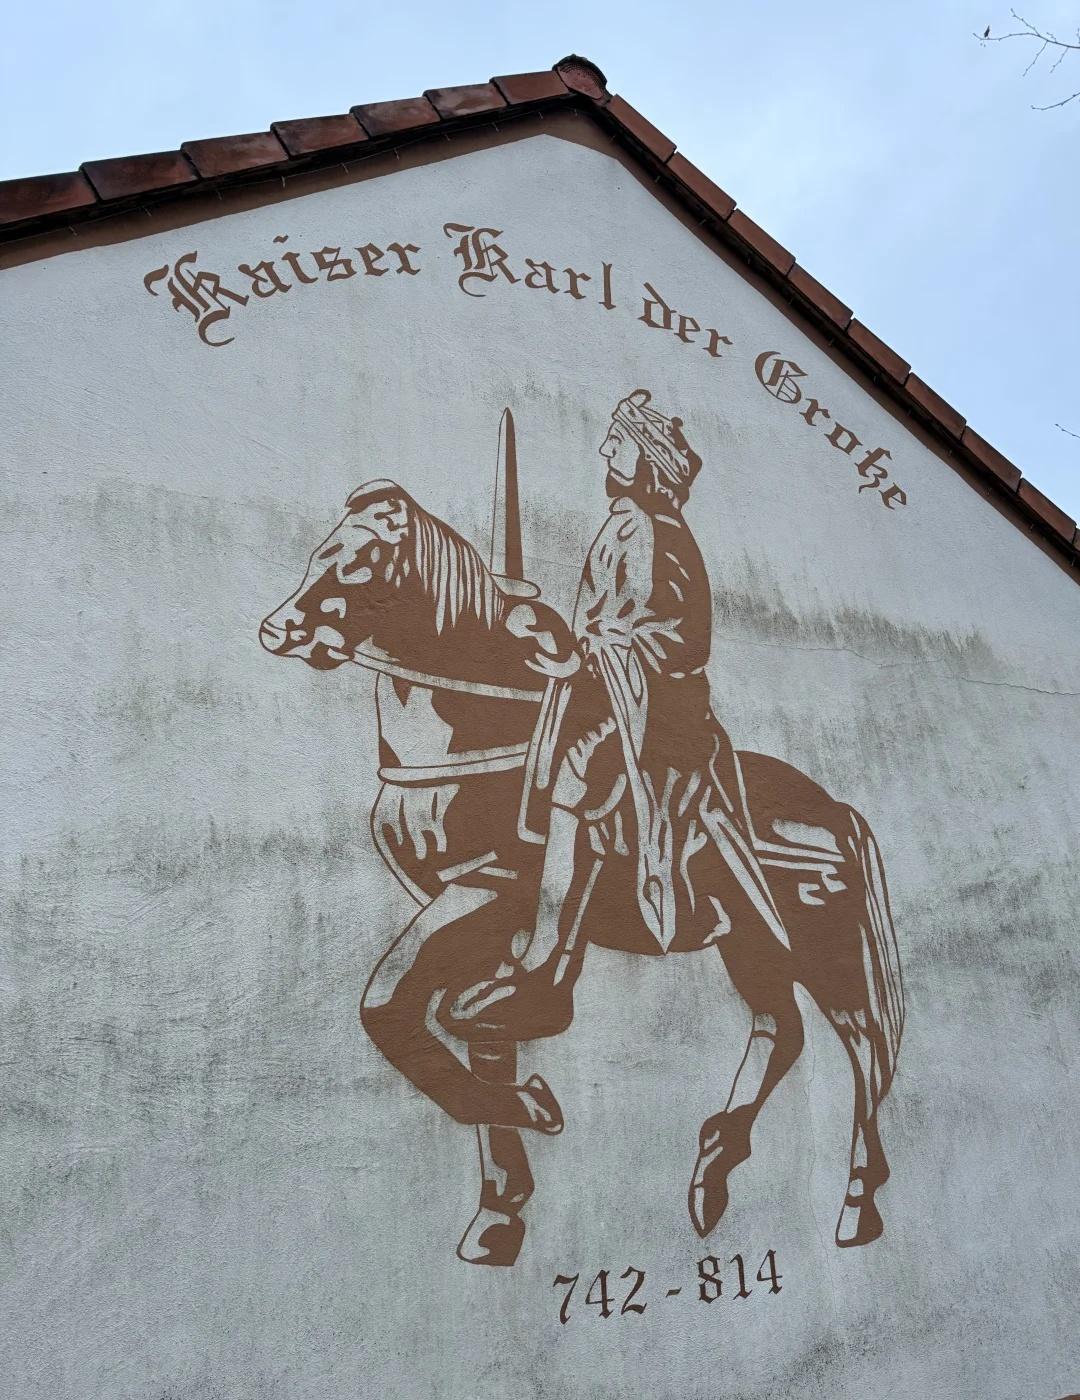 Kaiser Karl der Große
742 - 814